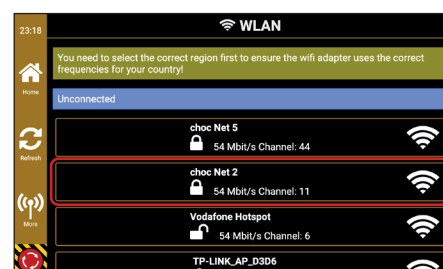 23:18
WLAN
You need to select the correct region first to ensure the wifi adapter uses the correct
frequencies for your country!
Home
Unconnected
choc Net 5
54 Mbit/s Channel: 44
Refresh
choc Net 2
54 Mbit/s Channel: 11
More
Vodafone Hotspot
54 Mbit/s Channel: 6
TP-LINK_AP_D3D6